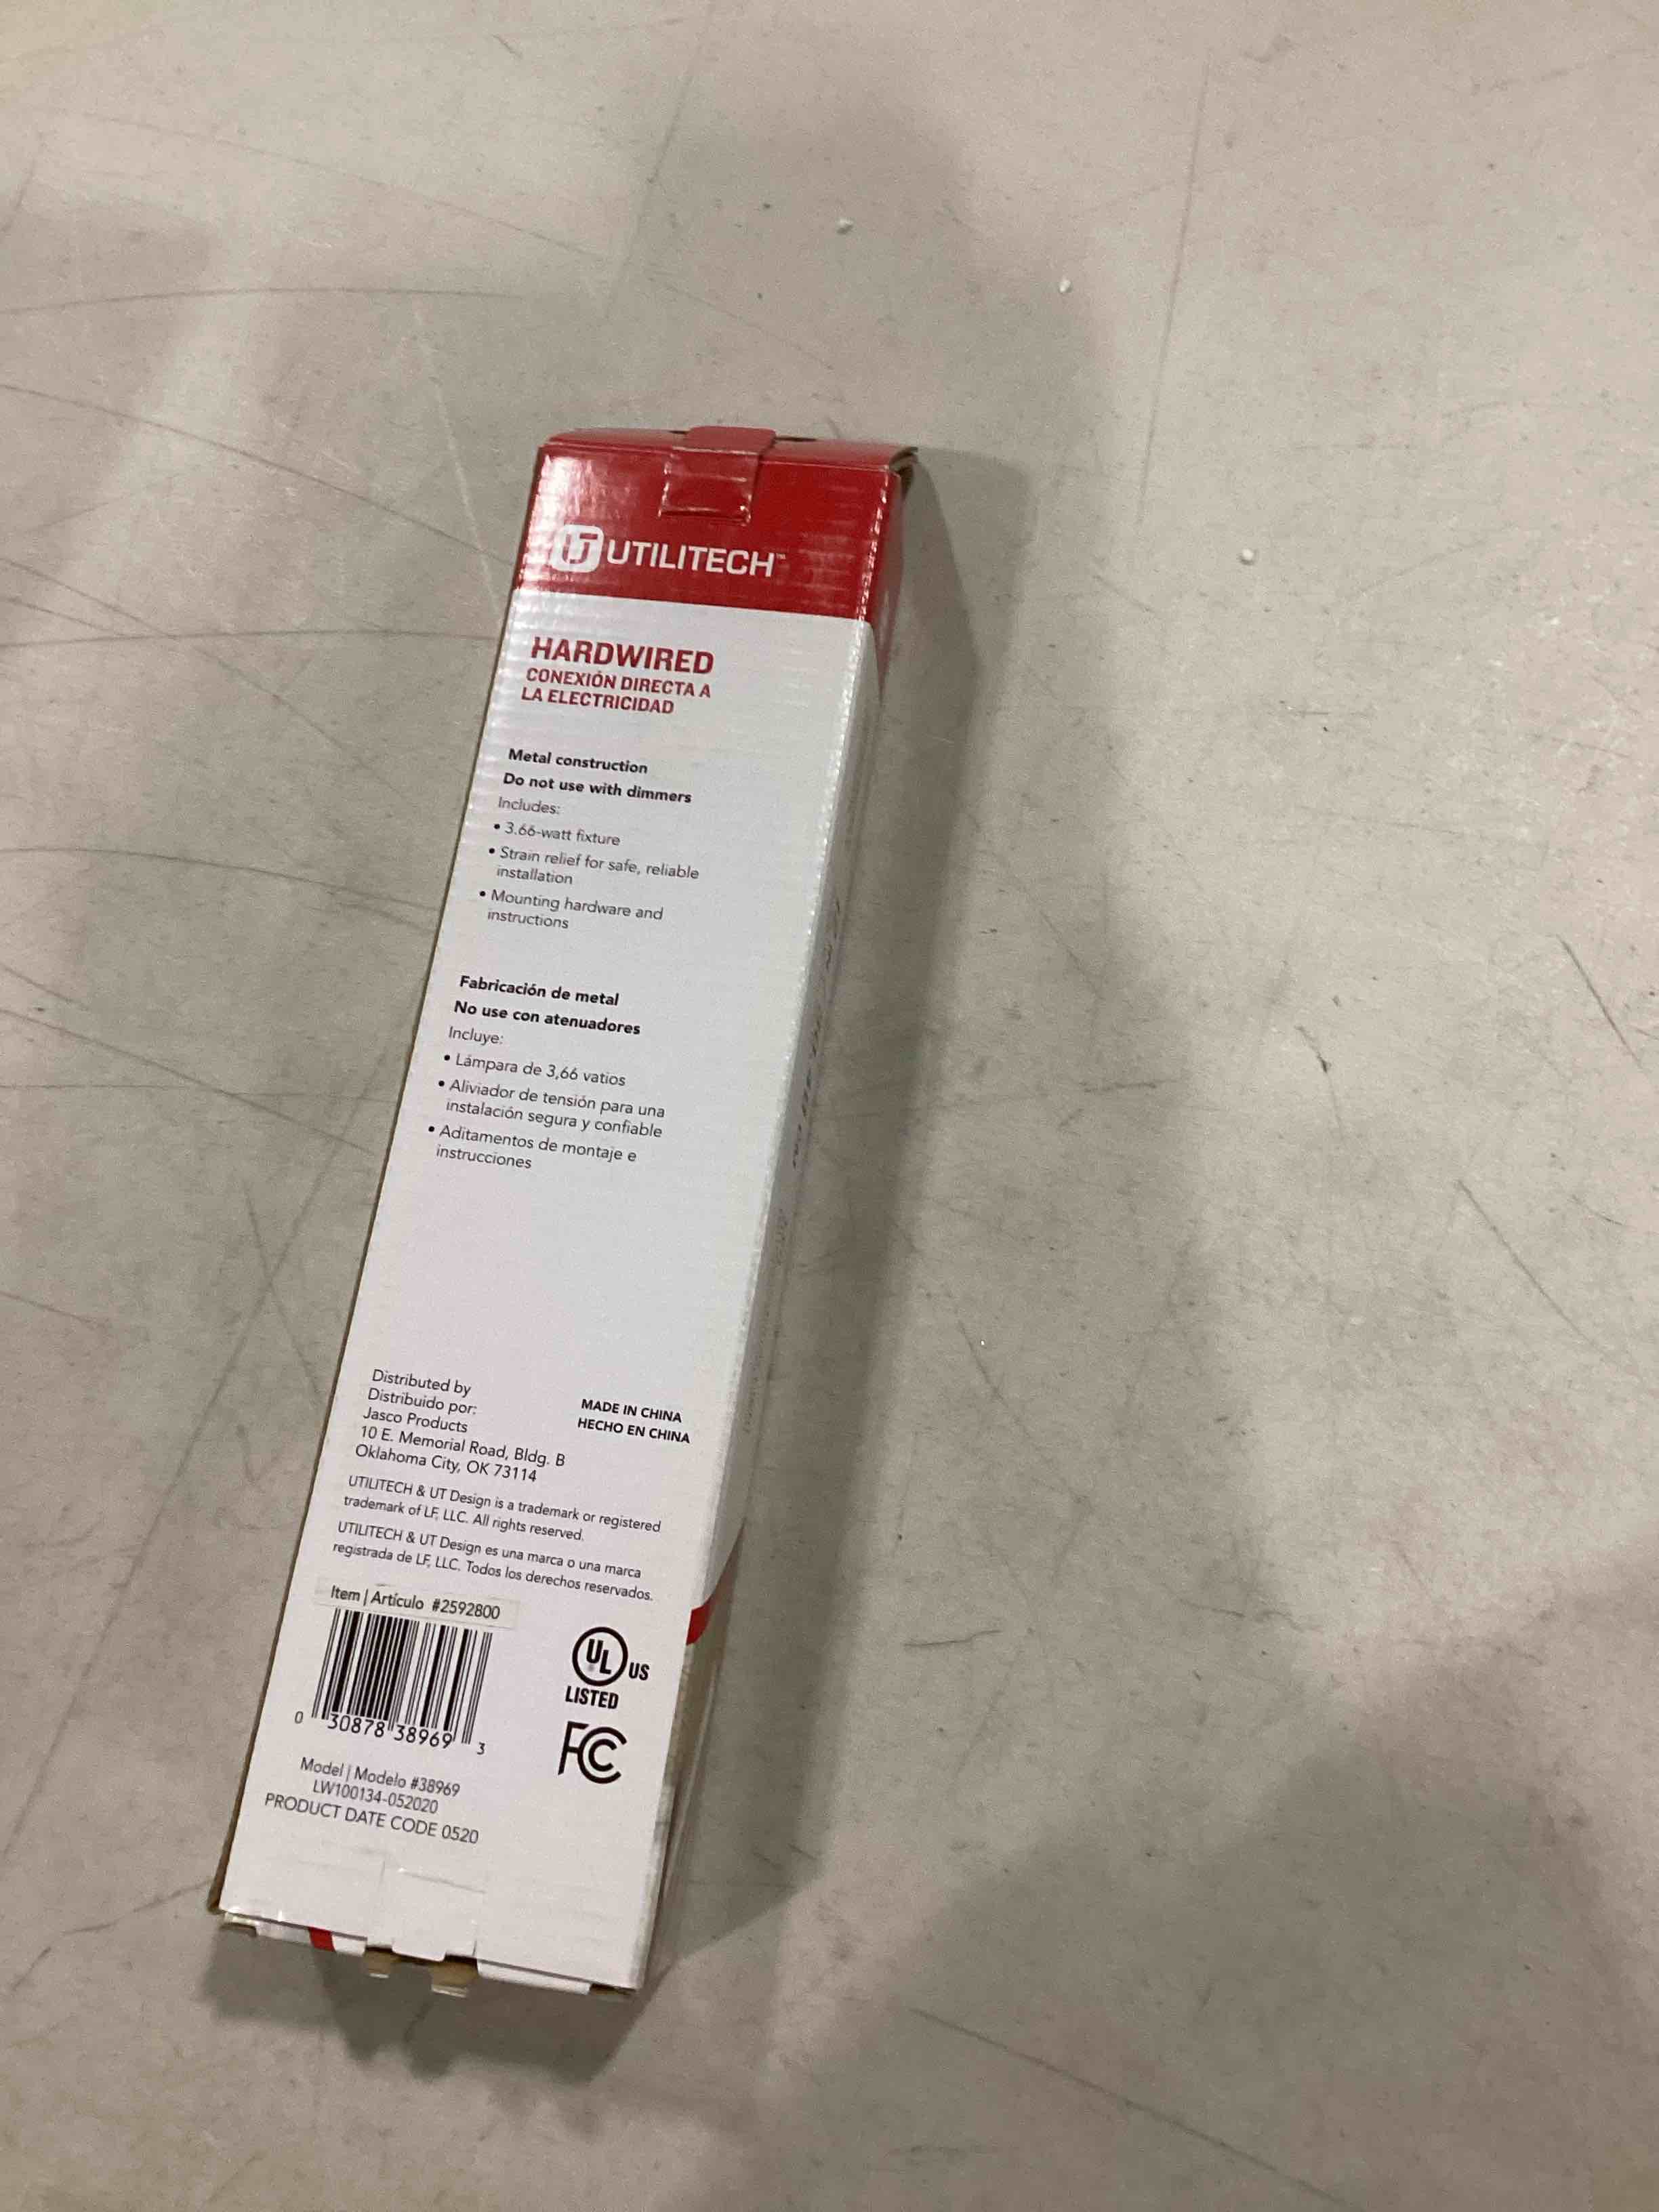 UT UTILITECH™
HARDWIRED
CONEXIÓN DIRECTA A
LA ELECTRICIDAD
Metal construction
Do not use with dimmers
Includes:
• 3.66-watt fixture
• Strain relief for safe, reliable
installation
• Mounting hardware and
instructions
Fabricación de metal
No use con atenuadores
Incluye:
• Lámpara de 3,66 vatios
• Aliviador de tensión para una
instalación segura y confiable
• Aditamentos de montaje e
instrucciones
Distributed by
Distribuido por:
Jasco Products
10 E. Memorial Road, Bldg. B
Oklahoma City, OK 73114
MADE IN CHINA
HECHO EN CHINA
UTILITECH & UT Design is a trademark or registered
trademark of LF, LLC. All rights reserved.
UTILITECH & UT Design es una marca o una marca
registrada de LF, LLC. Todos los derechos reservados.
Item | Artículo #2592800
0 30878 38969 3
UL US
LISTED
FC
Model | Modelo #38969
LW100134-052020
PRODUCT DATE CODE 0520